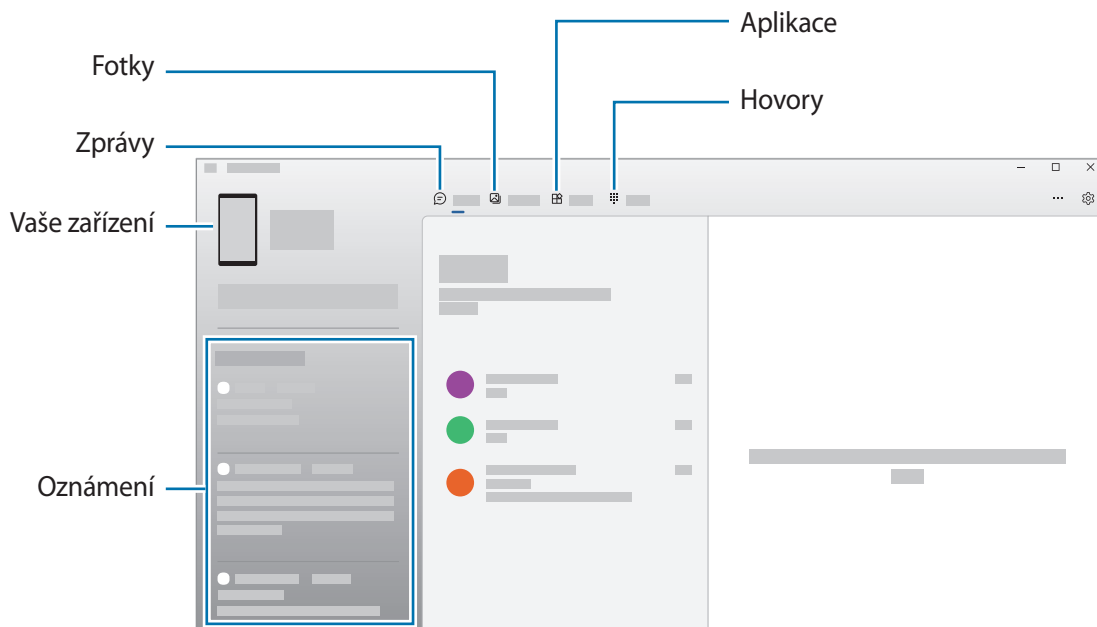 Aplikace
Fotky
Hovory
Zprávy
Vaše zařízení
Oznámení